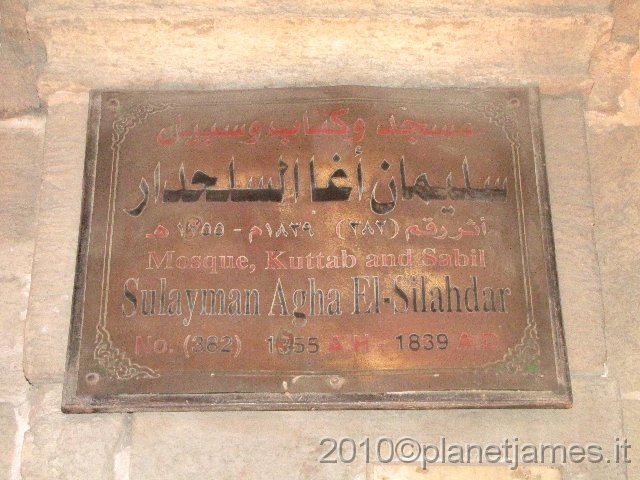 مسجد وكتاب وسبيل
سليمان أغا السلحدار
أثر رقم (٣٨٢) ١٨٣٩م - ١٢٥٥ هـ
Mosque, Kuttab and Sabil
Sulayman Agha El-Silahdar
No. (382) 1255 A.H - 1839 A.D
2010©planetjames.it